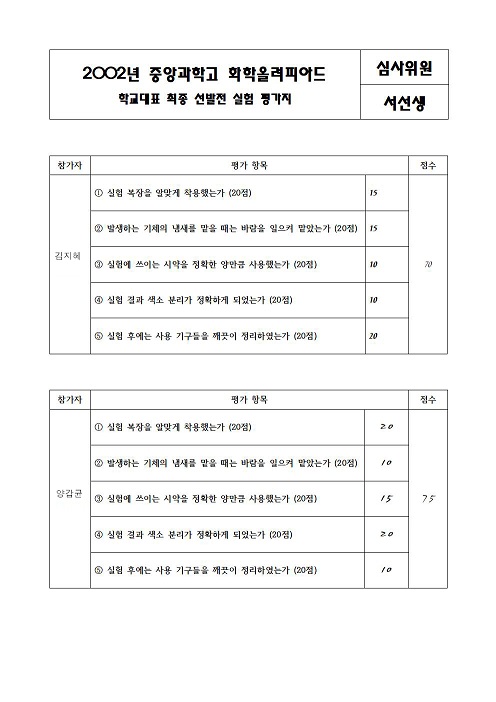 2002년 중앙과학고 화학올림피아드
학교대표 최종 선발전 실험 평가지
심사위원
서선생
참가자 평가 항목 점수
김지혜
① 실험 복장을 알맞게 착용했는가 (20점) 15
② 발생하는 기체의 냄새를 맡을 때는 바람을 일으켜 맡았는가 (20점) 15
③ 실험에 쓰이는 시약을 정확한 양만큼 사용했는가 (20점) 10
④ 실험 결과 색소 분리가 정확하게 되었는가 (20점) 10
⑤ 실험 후에는 사용 기구들을 깨끗이 정리하였는가 (20점) 20
70
참가자 평가 항목 점수
양갑균
① 실험 복장을 알맞게 착용했는가 (20점) 20
② 발생하는 기체의 냄새를 맡을 때는 바람을 일으켜 맡았는가 (20점) 10
③ 실험에 쓰이는 시약을 정확한 양만큼 사용했는가 (20점) 15
④ 실험 결과 색소 분리가 정확하게 되었는가 (20점) 20
⑤ 실험 후에는 사용 기구들을 깨끗이 정리하였는가 (20점) 10
75